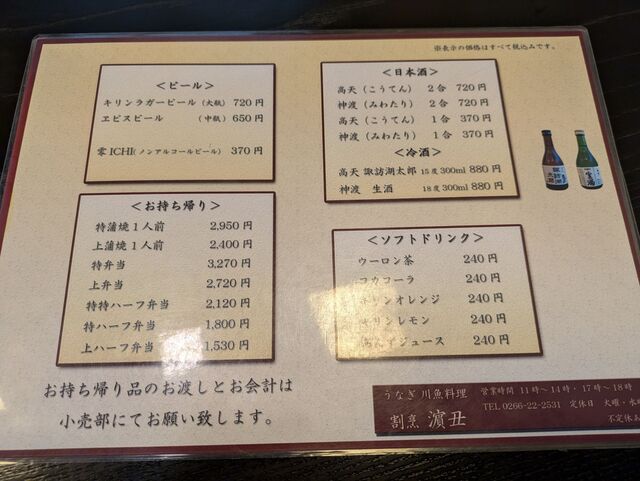 ※表示の価格はすべて税込みです。
＜ビール＞
キリンラガービール（大瓶） 720円
ヱビスビール （中瓶） 650円
零ICHI（ノンアルコールビール） 370円
＜お持ち帰り＞
特蒲焼1人前 2,950円
上蒲焼1人前 2,400円
特弁当 3,270円
上弁当 2,720円
特特ハーフ弁当 2,120円
特ハーフ弁当 1,800円
上ハーフ弁当 1,530円
お持ち帰り品のお渡しとお会計は
小売部にてお願い致します。
＜日本酒＞
高天（こうてん） 2合 720円
神渡（みわたり） 2合 720円
高天（こうてん） 1合 370円
神渡（みわたり） 1合 370円
＜冷酒＞
高天 諏訪湖太郎 15度300ml 880円
神渡 生酒 18度300ml 880円
＜ソフトドリンク＞
ウーロン茶 240円
コカコーラ 240円
キリンオレンジ 240円
キリンレモン 240円
りんごジュース 240円
うなぎ 川魚料理
割烹 濱丑
営業時間 11時～14時・17時～18時
TEL 0266-22-2531 定休日 火曜・水
不定休